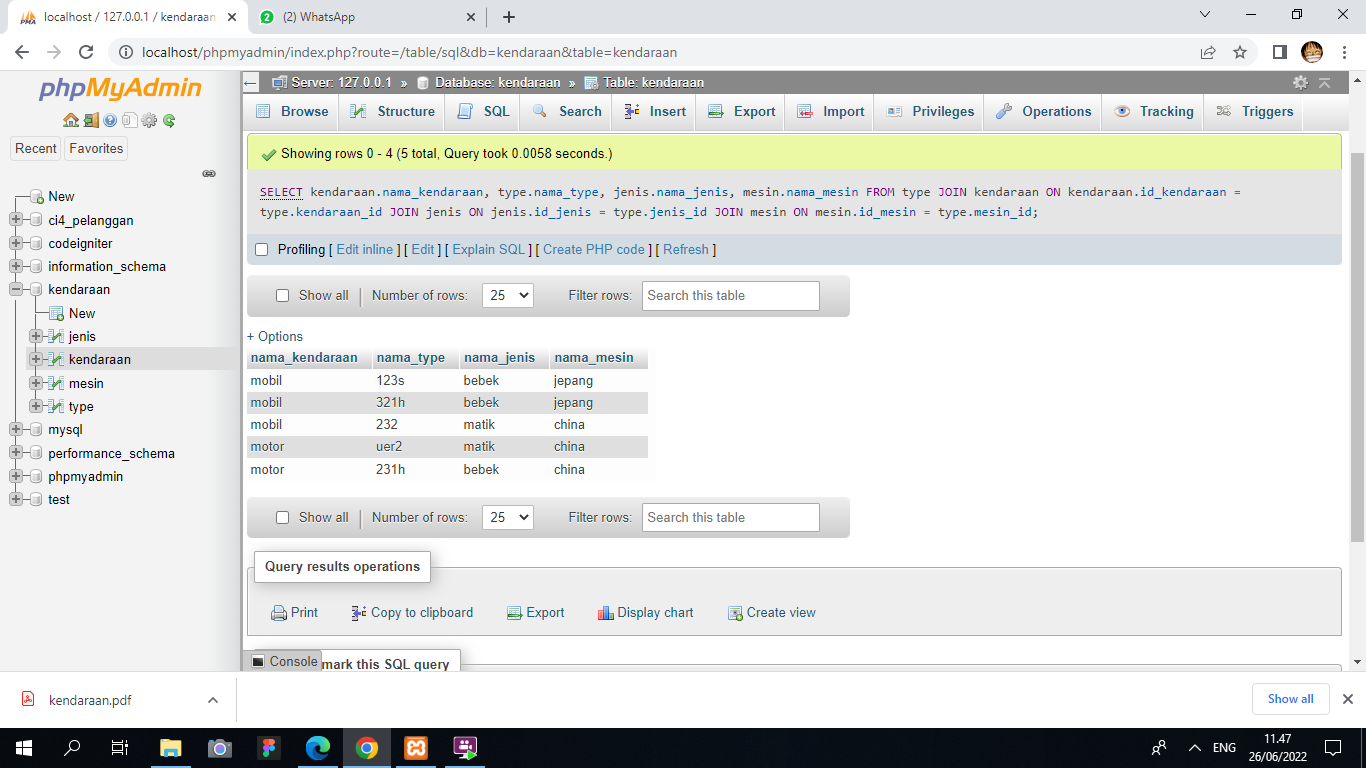 localhost / 127.0.0.1 / kendaraan
(2) WhatsApp
localhost/phpmyadmin/index.php?route=/table/sql&db=kendaraan&table=kendaraan
phpMyAdmin
Recent Favorites
New
ci4_pelanggan
codeigniter
information_schema
kendaraan
New
jenis
kendaraan
mesin
type
mysql
performance_schema
phpmyadmin
test
Server: 127.0.0.1 » Database: kendaraan » Table: kendaraan
Browse Structure SQL Search Insert Export Import Privileges Operations Tracking Triggers
Showing rows 0 - 4 (5 total, Query took 0.0058 seconds.)
SELECT kendaraan.nama_kendaraan, type.nama_type, jenis.nama_jenis, mesin.nama_mesin FROM type JOIN kendaraan ON kendaraan.id_kendaraan =
type.kendaraan_id JOIN jenis ON jenis.id_jenis = type.jenis_id JOIN mesin ON mesin.id_mesin = type.mesin_id;
Profiling [ Edit inline ] [ Edit ] [ Explain SQL ] [ Create PHP code ] [ Refresh ]
Show all | Number of rows: 25 Filter rows: Search this table
+ Options
nama_kendaraan nama_type nama_jenis nama_mesin
mobil 123s bebek jepang
mobil 321h bebek jepang
mobil 232 matik china
motor uer2 matik china
motor 231h bebek china
Show all | Number of rows: 25 Filter rows: Search this table
Query results operations
Print Copy to clipboard Export Display chart Create view
Console mark this SQL query
kendaraan.pdf
Show all
ENG
11.47
26/06/2022